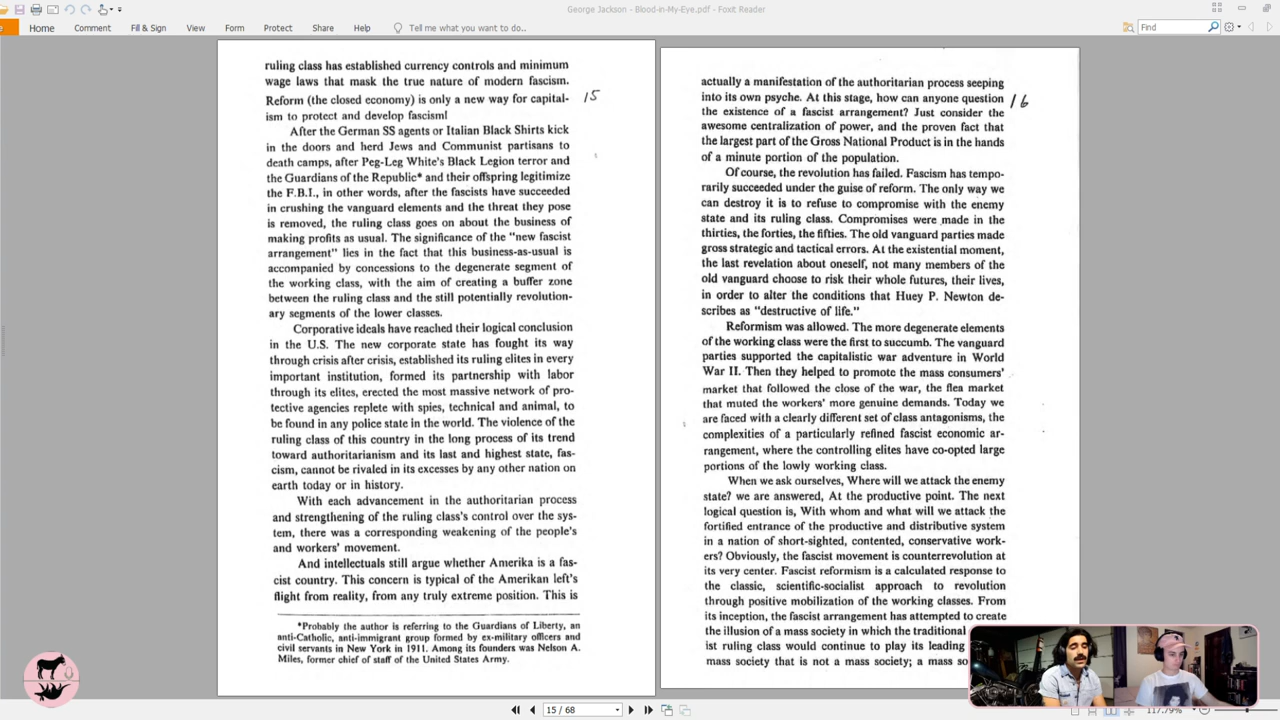 George Jackson - Blood-in-My-Eye.pdf - Foxit Reader
Home Comment Fill & Sign View Form Protect Share Help Tell me what you want to do.. Find
ruling class has established currency controls and minimum
wage laws that mask the true nature of modern fascism.
Reform (the closed economy) is only a new way for capital-
ism to protect and develop fascism!
15
After the German SS agents or Italian Black Shirts kick
in the doors and herd Jews and Communist partisans to
death camps, after Peg-Leg White's Black Legion terror and
the Guardians of the Republic* and their offspring legitimize
the F.B.I., in other words, after the fascists have succeeded
in crushing the vanguard elements and the threat they pose
is removed, the ruling class goes on about the business of
making profits as usual. The significance of the "new fascist
arrangement" lies in the fact that this business-as-usual is
accompanied by concessions to the degenerate segment of
the working class, with the aim of creating a buffer zone
between the ruling class and the still potentially revolution-
ary segments of the lower classes.
Corporative ideals have reached their logical conclusion
in the U.S. The new corporate state has fought its way
through crisis after crisis, established its ruling elites in every
important institution, formed its partnership with labor
through its elites, erected the most massive network of pro-
tective agencies replete with spies, technical and animal, to
be found in any police state in the world. The violence of the
ruling class of this country in the long process of its trend
toward authoritarianism and its last and highest state, fas-
cism, cannot be rivaled in its excesses by any other nation on
earth today or in history.
With each advancement in the authoritarian process
and strengthening of the ruling class's control over the sys-
tem, there was a corresponding weakening of the people's
and workers' movement.
And intellectuals still argue whether Amerika is a fas-
cist country. This concern is typical of the Amerikan left's
flight from reality, from any truly extreme position. This is
*Probably the author is referring to the Guardians of Liberty, an
anti-Catholic, anti-immigrant group formed by ex-military officers and
civil servants in New York in 1911. Among its founders was Nelson A.
Miles, former chief of staff of the United States Army.
actually a manifestation of the authoritarian process seeping
into its own psyche. At this stage, how can anyone question
16
the existence of a fascist arrangement? Just consider the
awesome centralization of power, and the proven fact that
the largest part of the Gross National Product is in the hands
of a minute portion of the population.
Of course, the revolution has failed. Fascism has tempo-
rarily succeeded under the guise of reform. The only way we
can destroy it is to refuse to compromise with the enemy
state and its ruling class. Compromises were made in the
thirties, the forties, the fifties. The old vanguard parties made
gross strategic and tactical errors. At the existential moment,
the last revelation about oneself, not many members of the
old vanguard choose to risk their whole futures, their lives,
in order to alter the conditions that Huey P. Newton de-
scribes as "destructive of life."
Reformism was allowed. The more degenerate elements
of the working class were the first to succumb. The vanguard
parties supported the capitalistic war adventure in World
War II. Then they helped to promote the mass consumers'
market that followed the close of the war, the flea market
that muted the workers' more genuine demands. Today we
are faced with a clearly different set of class antagonisms, the
complexities of a particularly refined fascist economic ar-
rangement, where the controlling elites have co-opted large
portions of the lowly working class.
When we ask ourselves, Where will we attack the enemy
state? we are answered, At the productive point. The next
logical question is, With whom and what will we attack the
fortified entrance of the productive and distributive system
in a nation of short-sighted, contented, conservative work-
ers? Obviously, the fascist movement is counterrevolution at
its very center. Fascist reformism is a calculated response to
the classic, scientific-socialist approach to revolution
through positive mobilization of the working classes. From
its inception, the fascist arrangement has attempted to create
the illusion of a mass society in which the traditional
ist ruling class would continue to play its leading
mass society that is not a mass society; a mass so
15 / 68
117.79%